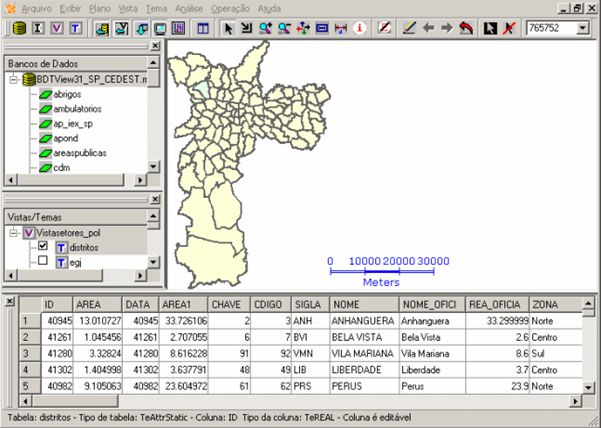 Arquivo Exibir Plano Vista Tema Análise Operação Ajuda
I V T i 765752
Bancos de Dados
BDTView31_SP_CEDEST.m
abrigos
ambulatorios
ap_iex_sp
apond
areaspublicas
cdm
Vistas/Temas
V Vistasetores_pol
T distritos
T egj
0 10000 20000 30000
Meters
ID AREA DATA AREA1 CHAVE CDIGO SIGLA NOME NOME_OFICI REA_OFICIA ZONA
1 40945 13.010727 40945 33.726106 2 3 ANH ANHANGUERA Anhanguera 33.299999 Norte
2 41261 1.045456 41261 2.707055 6 7 BVI BELA VISTA Bela Vista 2.6 Centro
3 41280 3.32824 41280 8.616228 91 92 VMN VILA MARIANA Vila Mariana 8.6 Sul
4 41302 1.404998 41302 3.637791 48 49 LIB LIBERDADE Liberdade 3.7 Centro
5 40982 9.105063 40982 23.604972 61 62 PRS PERUS Perus 23.9 Norte
Tabela: distritos - Tipo de tabela: TeAttrStatic - Coluna: ID Tipo da coluna: TeREAL - Coluna é editável